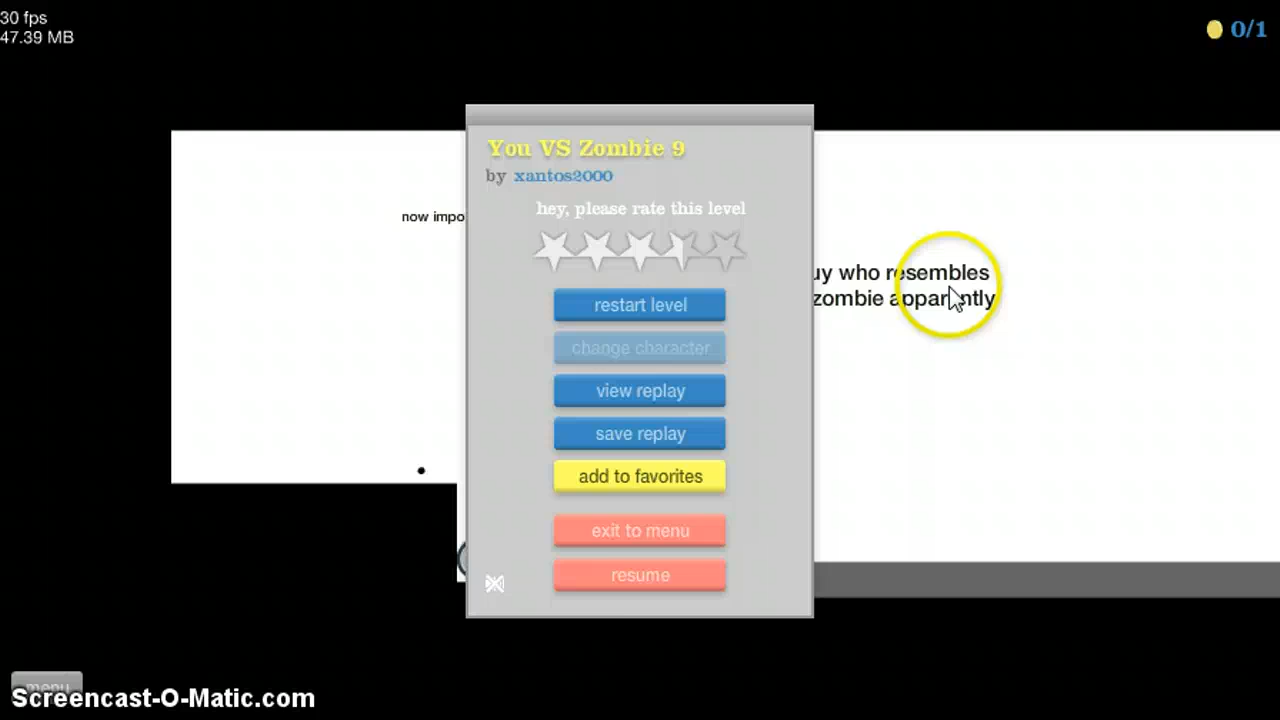 30 fps
47.39 MB
0/1
You VS Zombie 9
by xantos2000
hey, please rate this level
now impo
uy who resembles
zombie apparantly
restart level
change character
view replay
save replay
add to favorites
exit to menu
resume
menu
Screencast-O-Matic.com